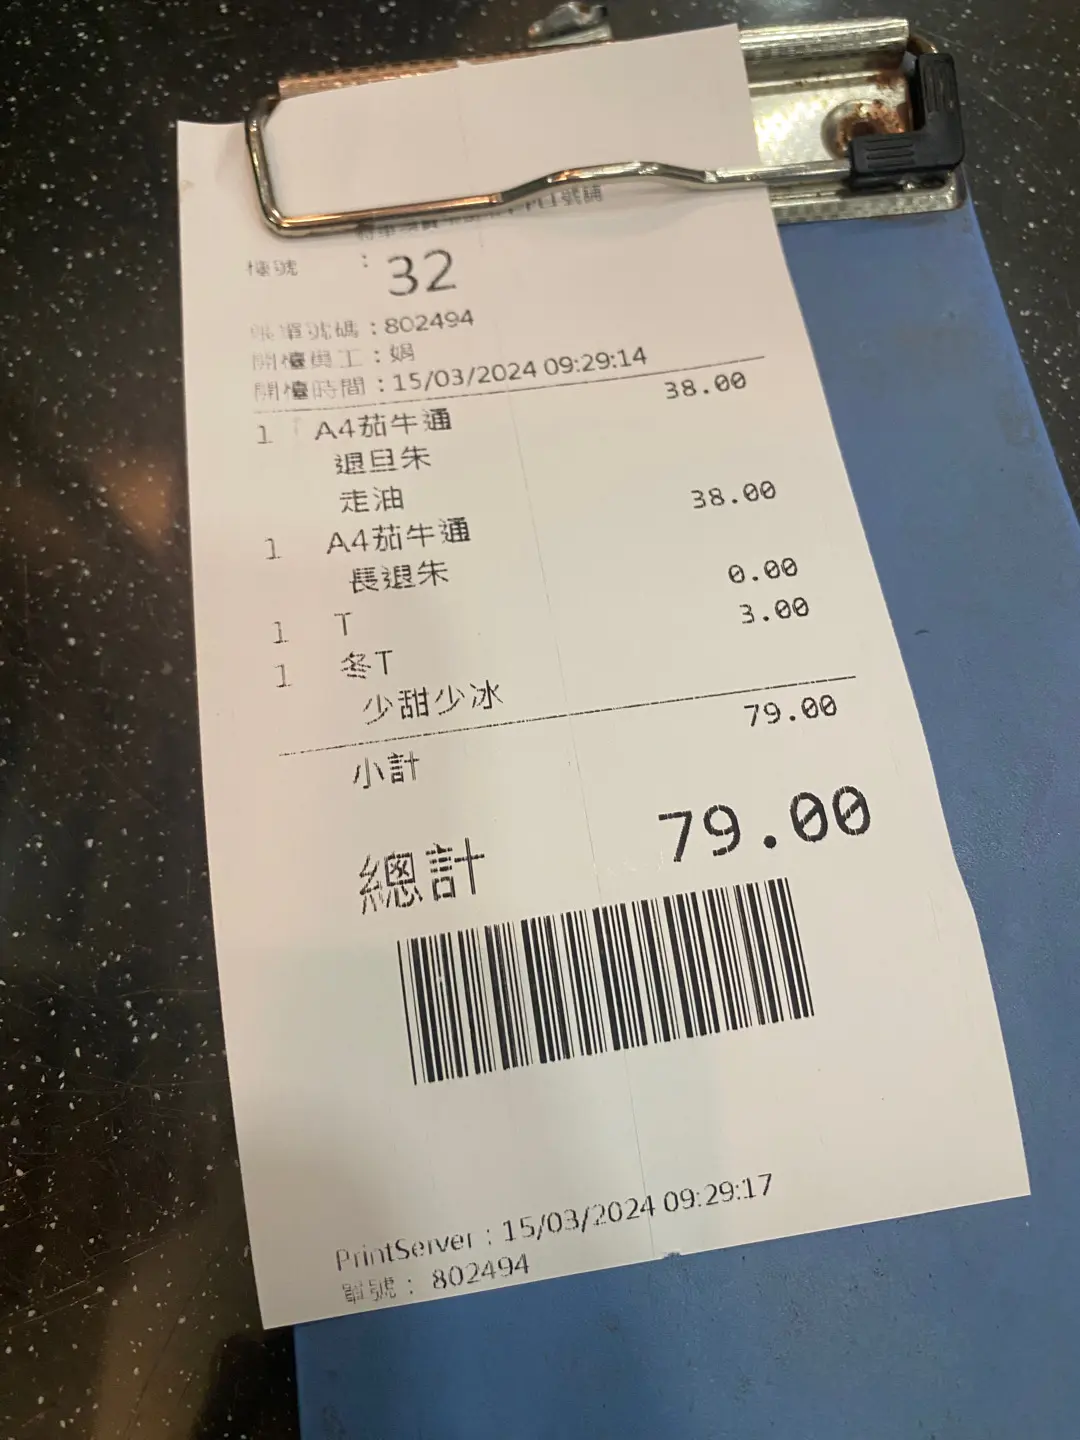 號舖
檯號 : 32
帳單號碼 : 802494
開檯員工 : 娟
開檯時間 : 15/03/2024 09:29:14
1 A4茄牛通 38.00
退旦朱
走油
1 A4茄牛通 38.00
長退朱
1 T 0.00
1 冬T 3.00
少甜少冰
小計 79.00
總計 79.00
PrintServer : 15/03/2024 09:29:17
單號 : 802494